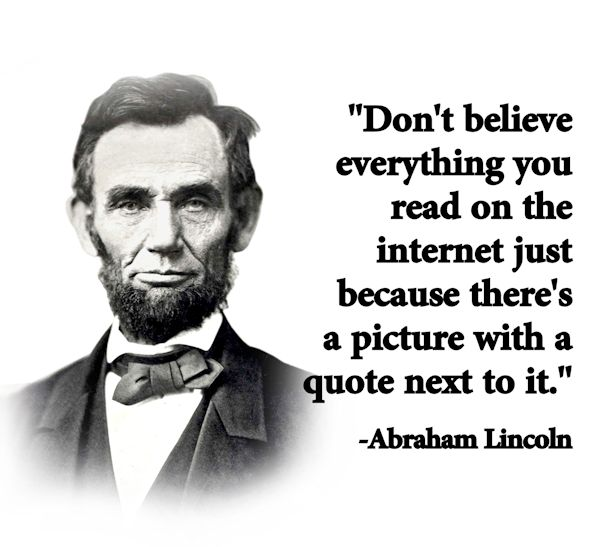 "Don't believe
everything you
read on the
internet just
because there's
a picture with a
quote next to it."
-Abraham Lincoln